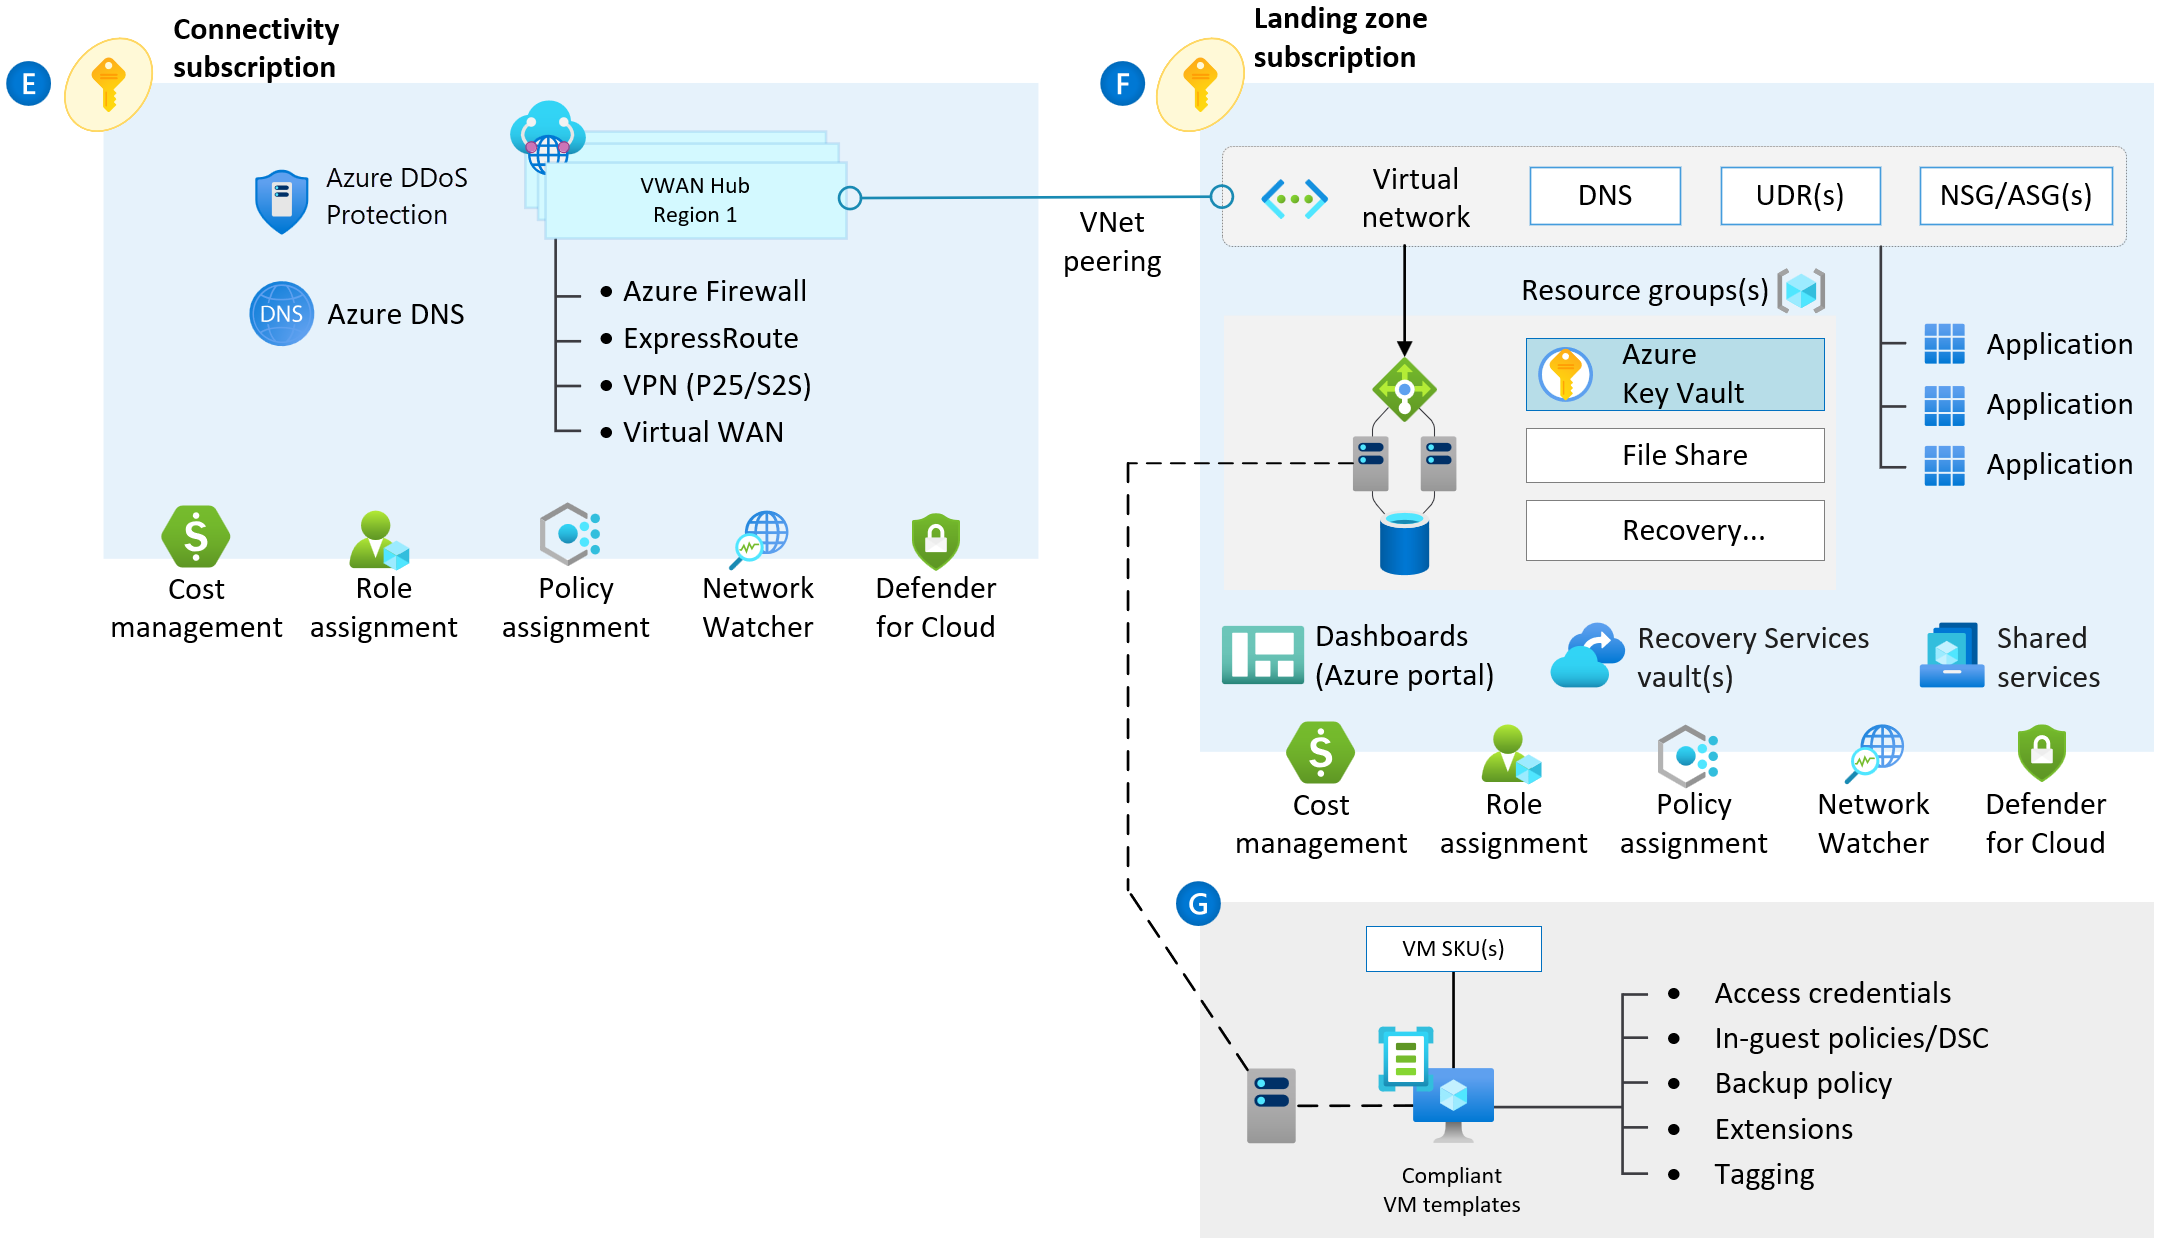 E
Connectivity
subscription
Azure DDoS
Protection
DNS
Azure DNS
VWAN Hub
Region 1
• Azure Firewall
• ExpressRoute
• VPN (P25/S2S)
• Virtual WAN
Cost
management
Role
assignment
Policy
assignment
Network
Watcher
Defender
for Cloud
VNet
peering
F
Landing zone
subscription
Virtual
network
DNS
UDR(s)
NSG/ASG(s)
Resource groups(s)
Azure
Key Vault
File Share
Recovery...
Application
Application
Application
Dashboards
(Azure portal)
Recovery Services
vault(s)
Shared
services
Cost
management
Role
assignment
Policy
assignment
Network
Watcher
Defender
for Cloud
G
VM SKU(s)
Compliant
VM templates
• Access credentials
• In-guest policies/DSC
• Backup policy
• Extensions
• Tagging